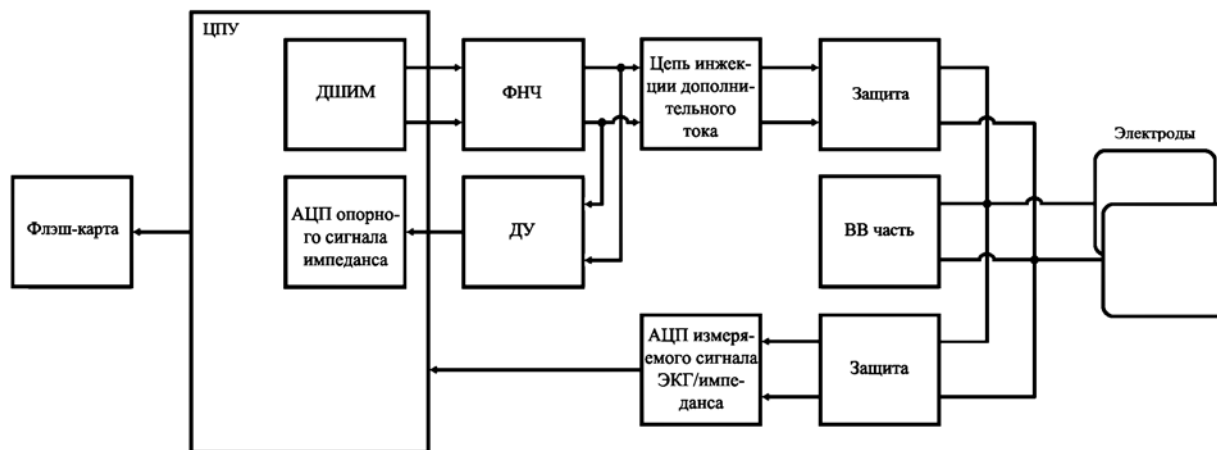 ЦПУ
ДШИМ
ФНЧ
Цепь инжек-
ции дополни-
тельного
тока
Защита
Электроды
Флэш-карта
АЦП опорно-
го сигнала
импеданса
ДУ
ВВ часть
АЦП измеря-
емого сигнала
ЭКГ/импе-
данса
Защита